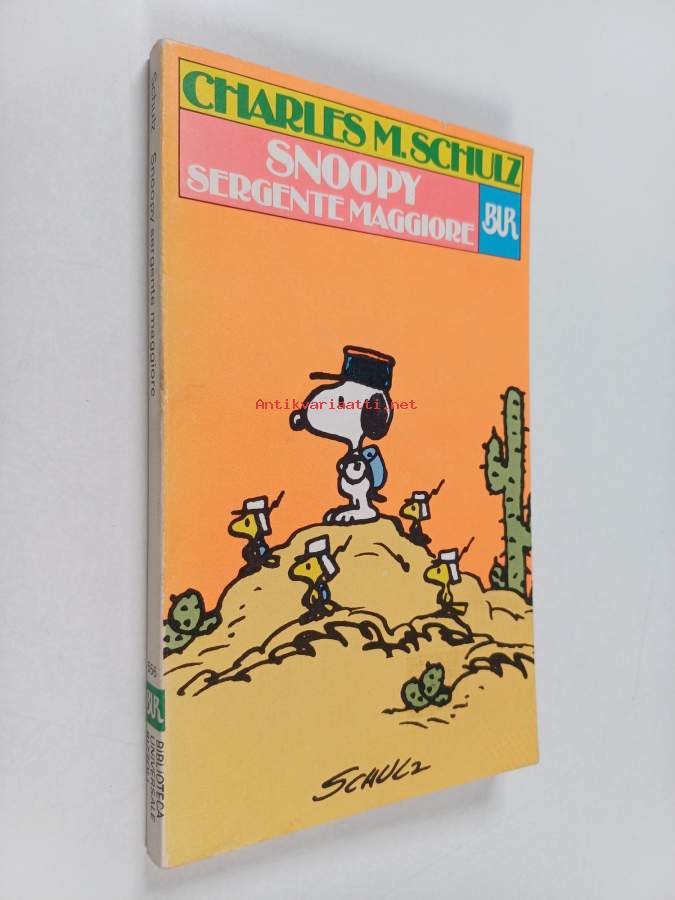 CHARLES M. SCHULZ
SNOOPY
SERGENTE MAGGIORE
BUR
Antikvariaatti.net
SCHULZ
Schulz Snoopy sergente maggiore
BUR
BIBLIOTECA
UNIVERSALE